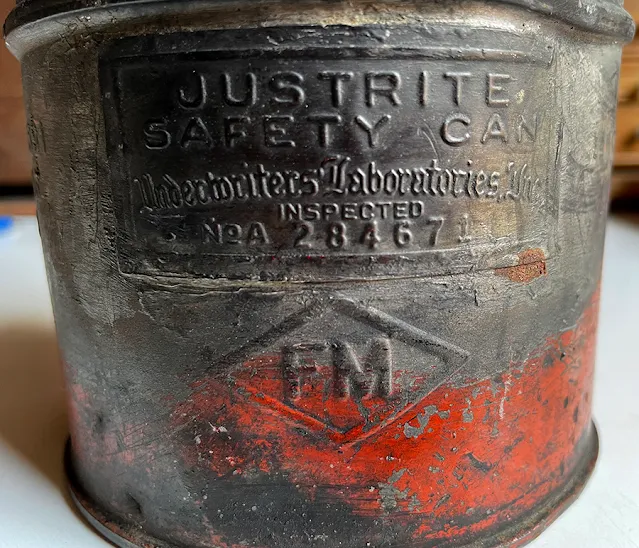 JUSTRITE
SAFETY CAN
Underwriters' Laboratories, Inc.
INSPECTED
No A 284671
FM